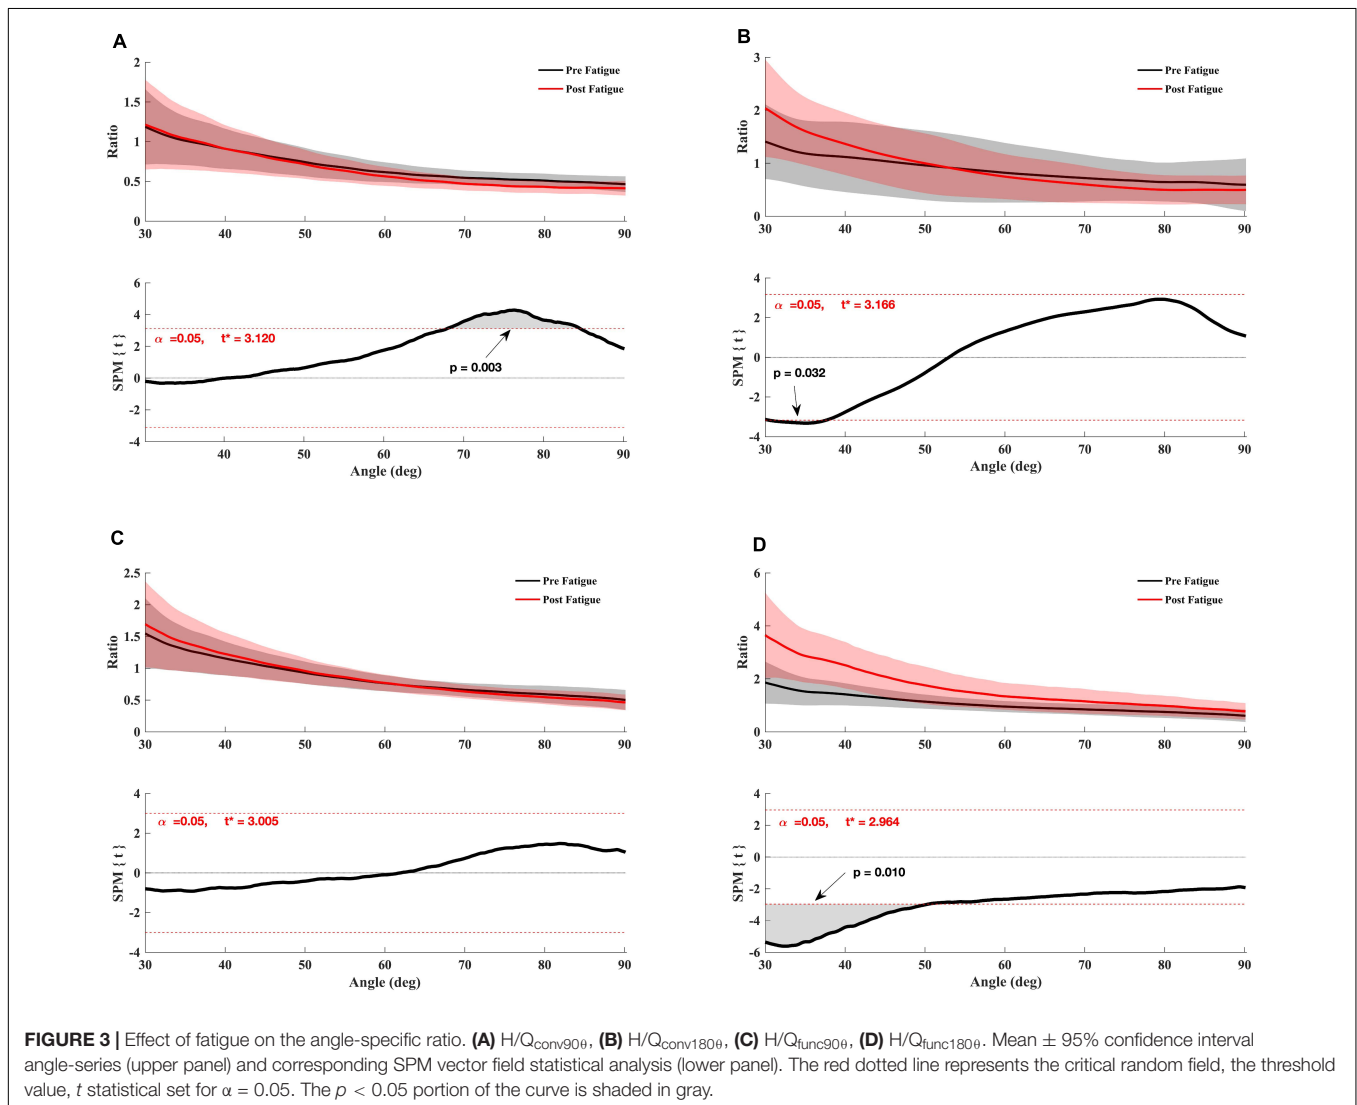 A
2
1.5
1
0.5
0
Ratio
Pre Fatigue
Post Fatigue
30 40 50 60 70 80 90
6
4
2
0
-2
-4
SPM { t }
α =0.05, t* = 3.120
p = 0.003
30 40 50 60 70 80 90
Angle (deg)
B
3
2
1
0
Ratio
Pre Fatigue
Post Fatigue
30 40 50 60 70 80 90
4
2
0
-2
-4
SPM { t }
α =0.05, t* = 3.166
p = 0.032
30 40 50 60 70 80 90
Angle (deg)
C
2.5
2
1.5
1
0.5
0
Ratio
Pre Fatigue
Post Fatigue
30 40 50 60 70 80 90
4
2
0
-2
-4
SPM { t }
α =0.05, t* = 3.005
30 40 50 60 70 80 90
Angle (deg)
D
6
4
2
0
Ratio
Pre Fatigue
Post Fatigue
30 40 50 60 70 80 90
4
2
0
-2
-4
-6
SPM { t }
α =0.05, t* = 2.964
p = 0.010
30 40 50 60 70 80 90
Angle (deg)
FIGURE 3 | Effect of fatigue on the angle-specific ratio. (A) H/Qconv90θ, (B) H/Qconv180θ, (C) H/Qfunc90θ, (D) H/Qfunc180θ. Mean ± 95% confidence interval
angle-series (upper panel) and corresponding SPM vector field statistical analysis (lower panel). The red dotted line represents the critical random field, the threshold
value, t statistical set for α = 0.05. The p < 0.05 portion of the curve is shaded in gray.